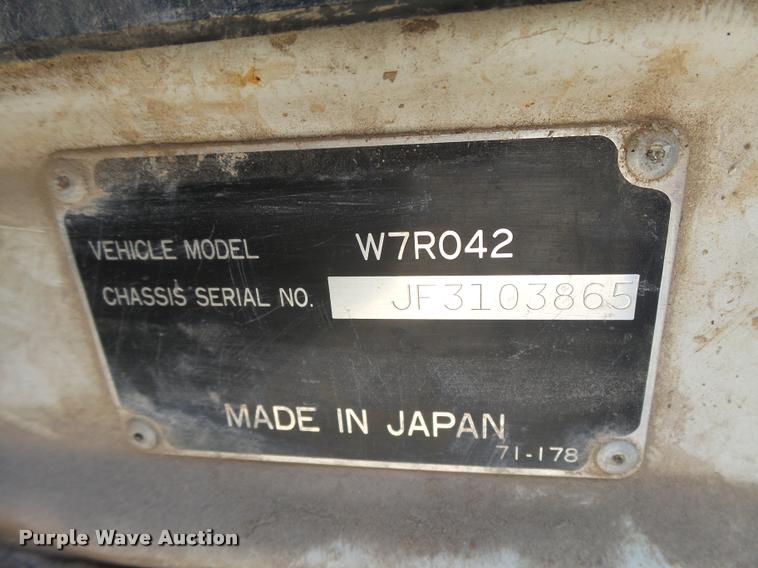 VEHICLE MODEL W7R042
CHASSIS SERIAL NO. JF3103865
MADE IN JAPAN
71-178
Purple Wave Auction